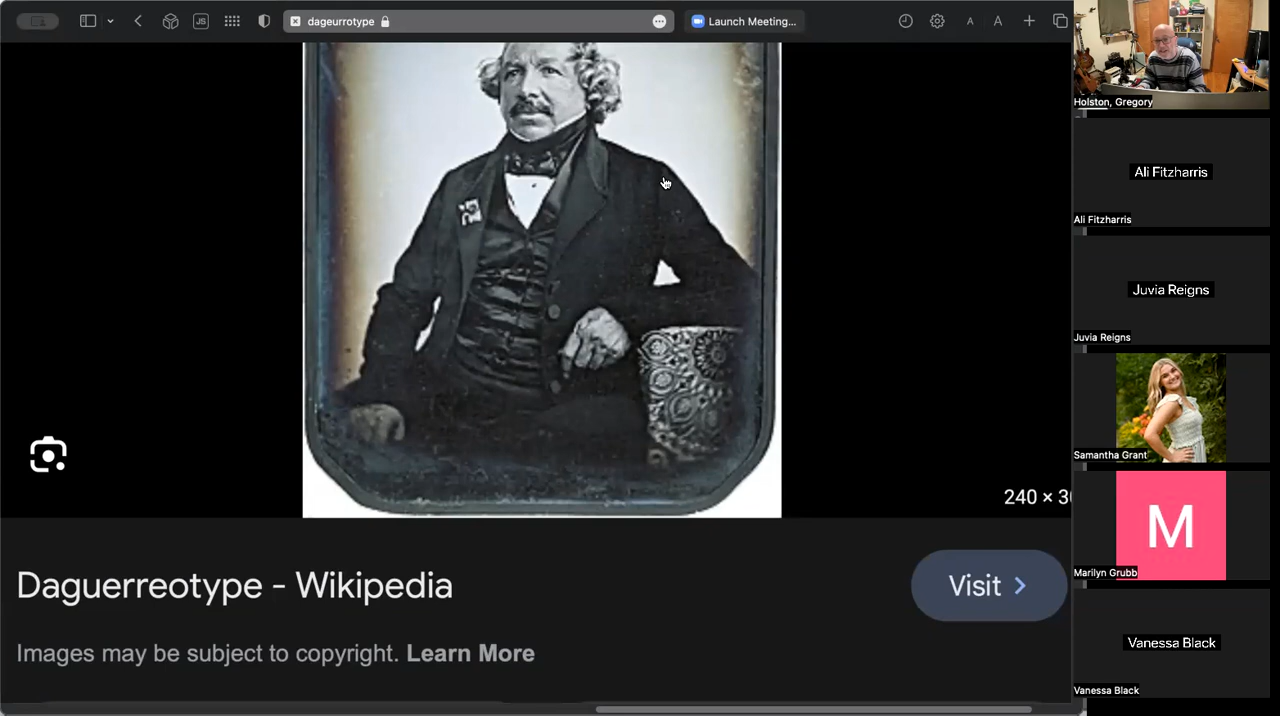 JS
dageurrotype
Launch Meeting...
A
A
Holston, Gregory
Ali Fitzharris
Ali Fitzharris
Juvia Reigns
Juvia Reigns
Samantha Grant
240 × 3
M
Marilyn Grubb
Daguerreotype - Wikipedia
Visit
Images may be subject to copyright. Learn More
Vanessa Black
Vanessa Black